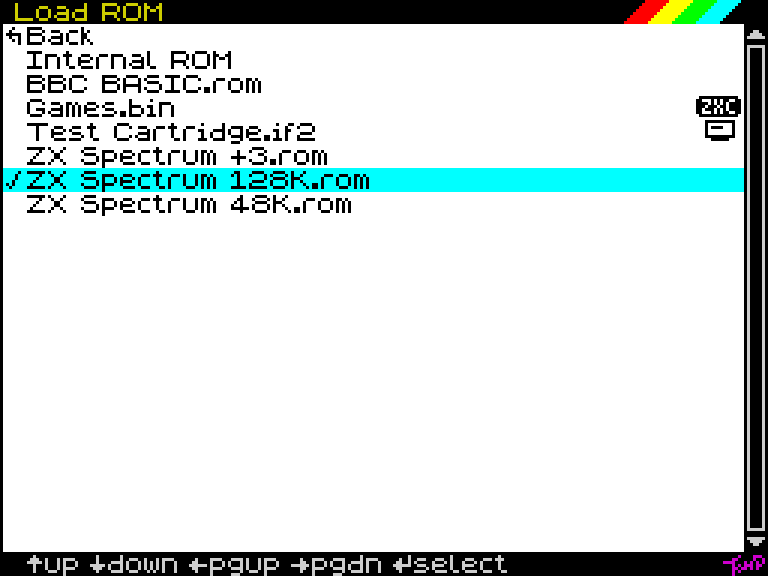 Load ROM
Back
Internal ROM
BBC BASIC.rom
Games.bin ZXC
Test Cartridge.if2
ZX Spectrum +3.rom
✓ZX Spectrum 128K.rom
ZX Spectrum 48K.rom
↑up ↓down ←pgup →pgdn ↵select